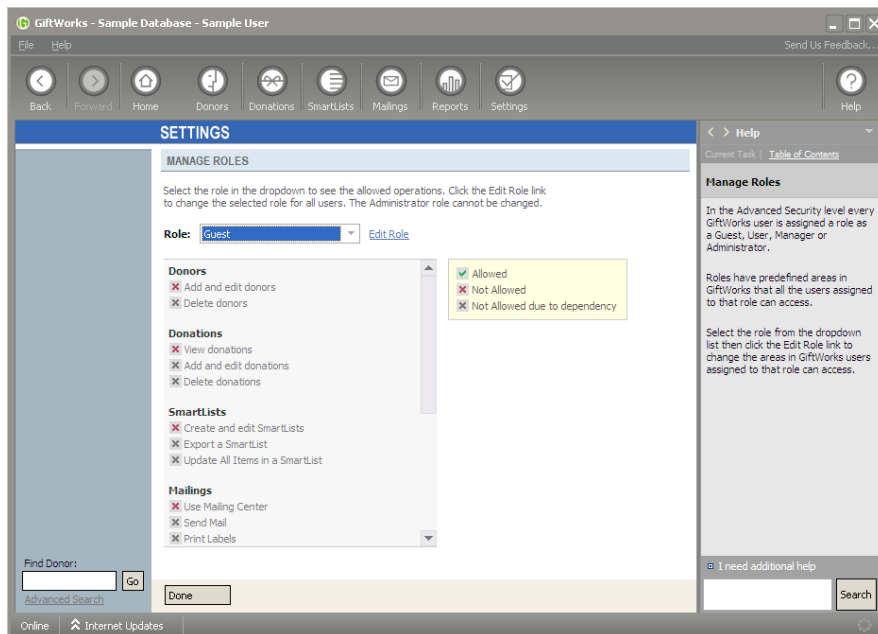 GiftWorks - Sample Database - Sample User
File Help
Send Us Feedback...
Back Forward Home Donors Donations SmartLists Mailings Reports Settings Help
SETTINGS
MANAGE ROLES
Select the role in the dropdown to see the allowed operations. Click the Edit Role link
to change the selected role for all users. The Administrator role cannot be changed.
Role: Guest Edit Role
Donors
Add and edit donors
Delete donors
Donations
View donations
Add and edit donations
Delete donations
SmartLists
Create and edit SmartLists
Export a SmartList
Update All Items in a SmartList
Mailings
Use Mailing Center
Send Mail
Print Labels
Allowed
Not Allowed
Not Allowed due to dependency
Find Donor:
Go
Advanced Search
Done
Help
Current Task | Table of Contents
Manage Roles
In the Advanced Security level every
GiftWorks user is assigned a role as
a Guest, User, Manager or
Administrator.
Roles have predefined areas in
GiftWorks that all the users assigned
to that role can access.
Select the role from the dropdown
list then click the Edit Role link to
change the areas in GiftWorks users
assigned to that role can access.
I need additional help
Search
Online Internet Updates